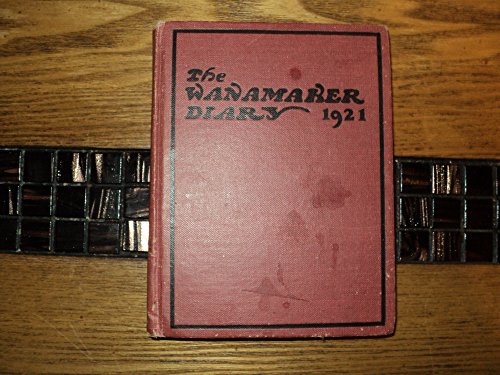 The
WANAMAKER
DIARY 1921